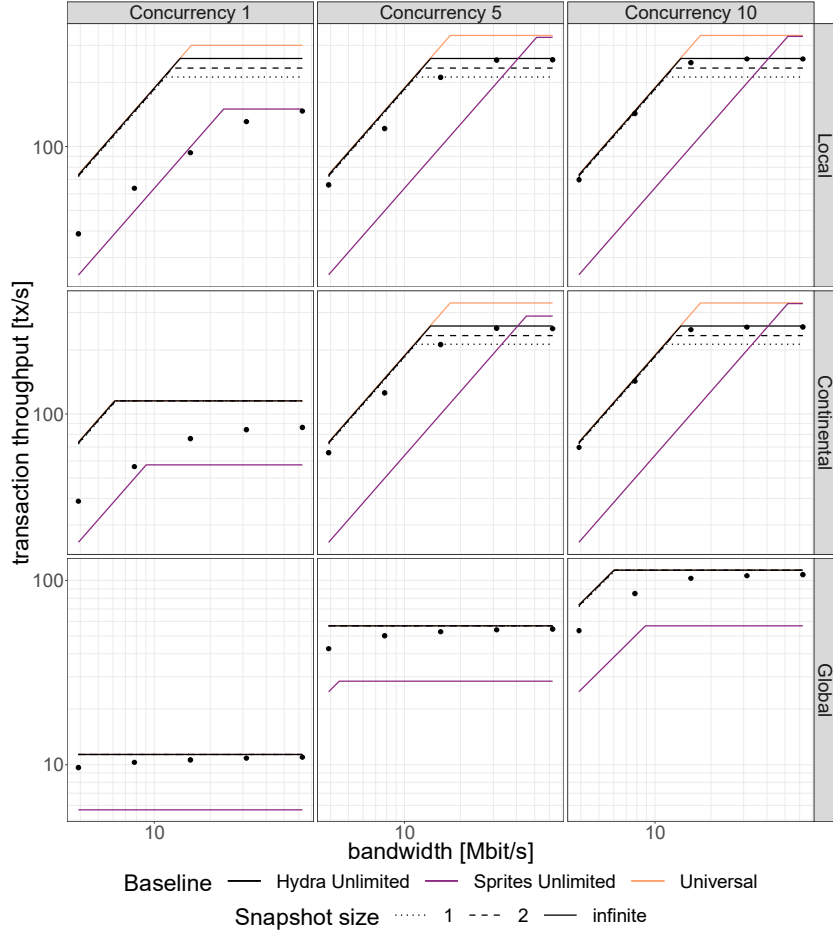 Concurrency 1
Concurrency 5
Concurrency 10
100
Local
100
Continental
100
10
Global
transaction throughput [tx/s]
10
10
10
bandwidth [Mbit/s]
Baseline Hydra Unlimited Sprites Unlimited Universal
Snapshot size 1 2 infinite